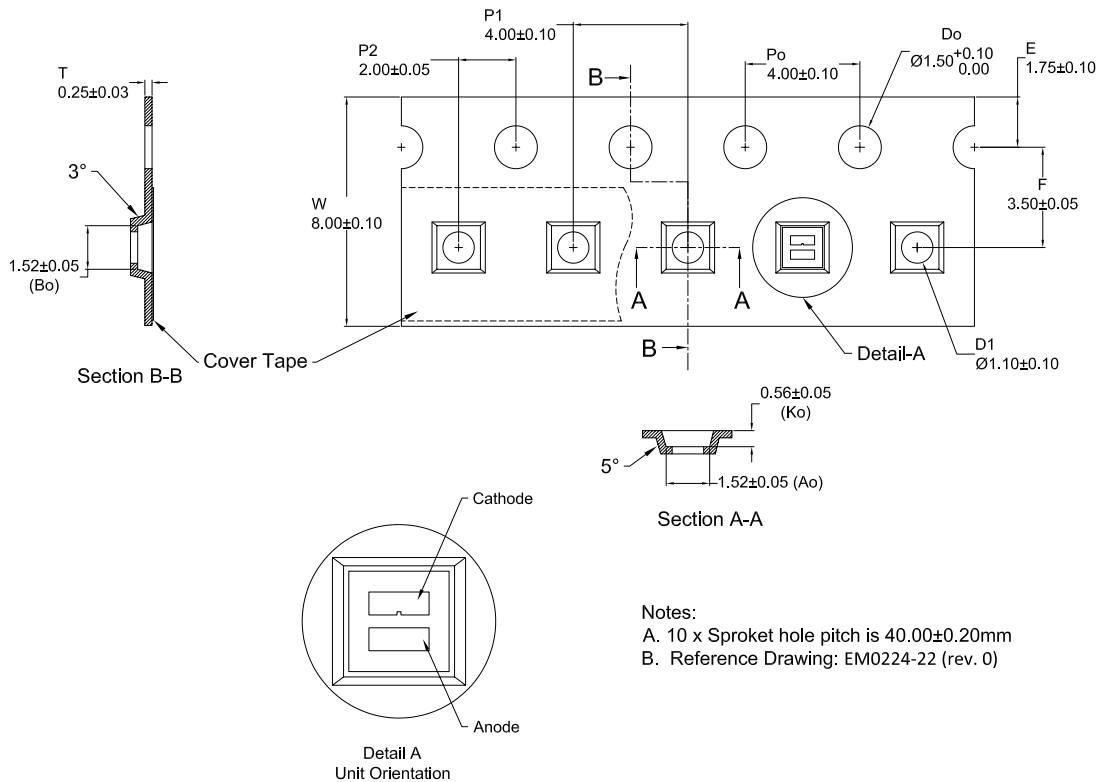 P1
4.00±0.10
P2
2.00±0.05
T
0.25±0.03
B
Po
4.00±0.10
Do
Ø1.50+0.10
0.00
E
1.75±0.10
3°
W
8.00±0.10
F
3.50±0.05
1.52±0.05
(Bo)
A
A
Cover Tape
B
Detail-A
D1
Ø1.10±0.10
Section B-B
0.56±0.05
(Ko)
5°
1.52±0.05 (Ao)
Section A-A
Cathode
Anode
Detail A
Unit Orientation
Notes:
A. 10 x Sproket hole pitch is 40.00±0.20mm
B. Reference Drawing: EM0224-22 (rev. 0)